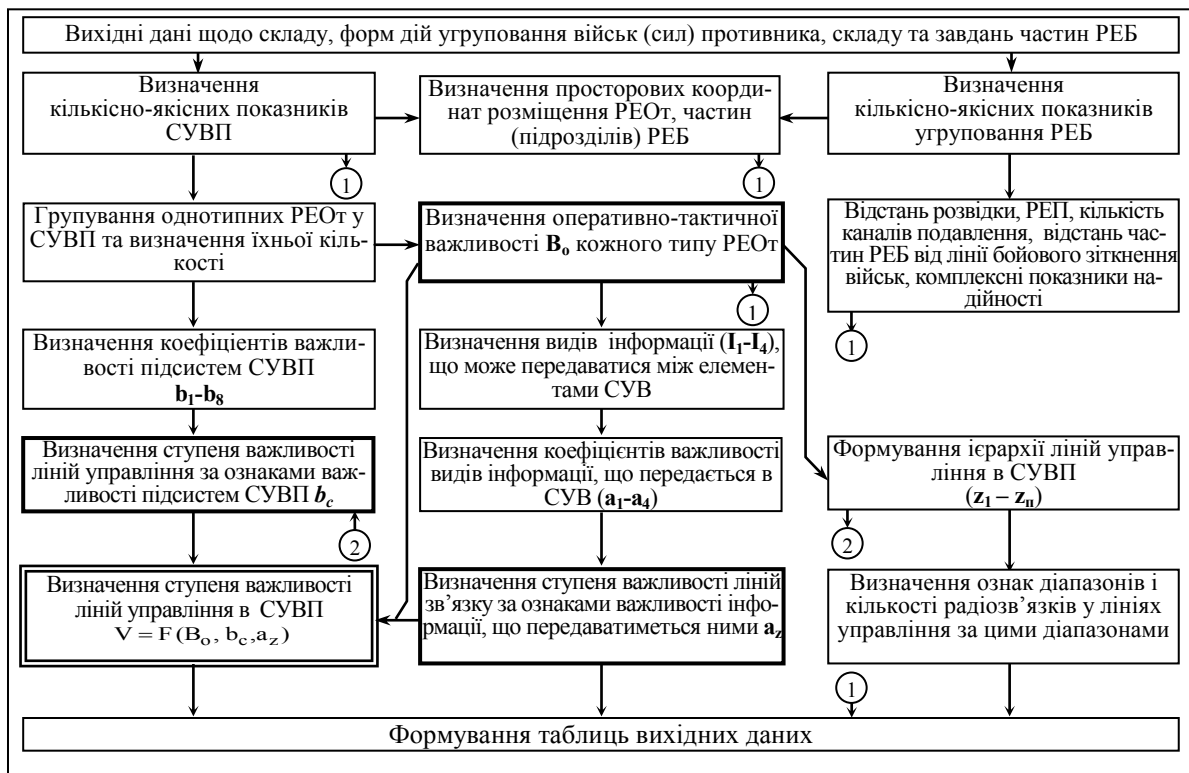 Вихідні дані щодо складу, форм дій угруповання військ (сил) противника, складу та завдань частин РЕБ
Визначення
кількісно-якісних показників
СУВП
1
Визначення просторових коорди-
нат розміщення РЕОт, частин
(підрозділів) РЕБ
1
Визначення
кількісно-якісних показників
угруповання РЕБ
Групування однотипних РЕОт у
СУВП та визначення їхньої кіль-
кості
Визначення оперативно-тактичної
важливості Bо кожного типу РЕОт
1
Відстань розвідки, РЕП, кількість
каналів подавлення, відстань час-
тин РЕБ від лінії бойового зіткнення
військ, комплексні показники на-
дійності
1
Визначення коефіцієнтів важли-
вості підсистем СУВП
b1-b8
Визначення видів інформації (I1-I4),
що може передаватися між елемен-
тами СУВ
Визначення ступеня важливості
ліній управління за ознаками важ-
ливості підсистем СУВП bc
2
Визначення коефіцієнтів важливості
видів інформації, що передається в
СУВ (a1-a4)
Формування ієрархії ліній управ-
ління в СУВП
(z1 – zп)
2
Визначення ступеня важливості
ліній управління в СУВП
V = F(Bo, bc, az)
Визначення ступеня важливості ліній
зв’язку за ознаками важливості інфо-
рмації, що передаватиметься ними az
Визначення ознак діапазонів і
кількості радіозв’язків у лініях
управління за цими діапазонами
1
Формування таблиць вихідних даних